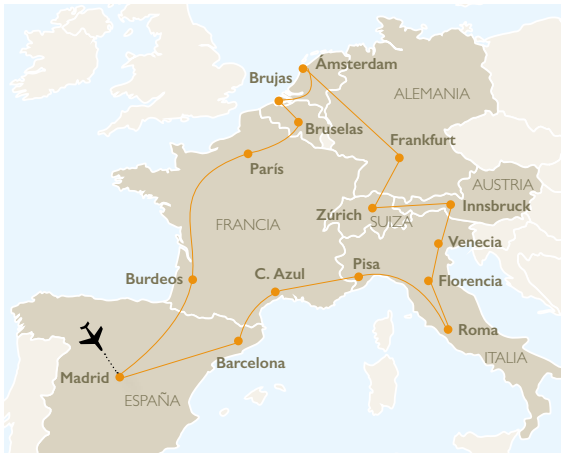 Ámsterdam
Brujas
ALEMANIA
Bruselas
Frankfurt
París
AUSTRIA
Innsbruck
Zúrich
SUIZA
FRANCIA
Venecia
Pisa
C. Azul
Burdeos
Florencia
Roma
Barcelona
ITALIA
Madrid
ESPAÑA